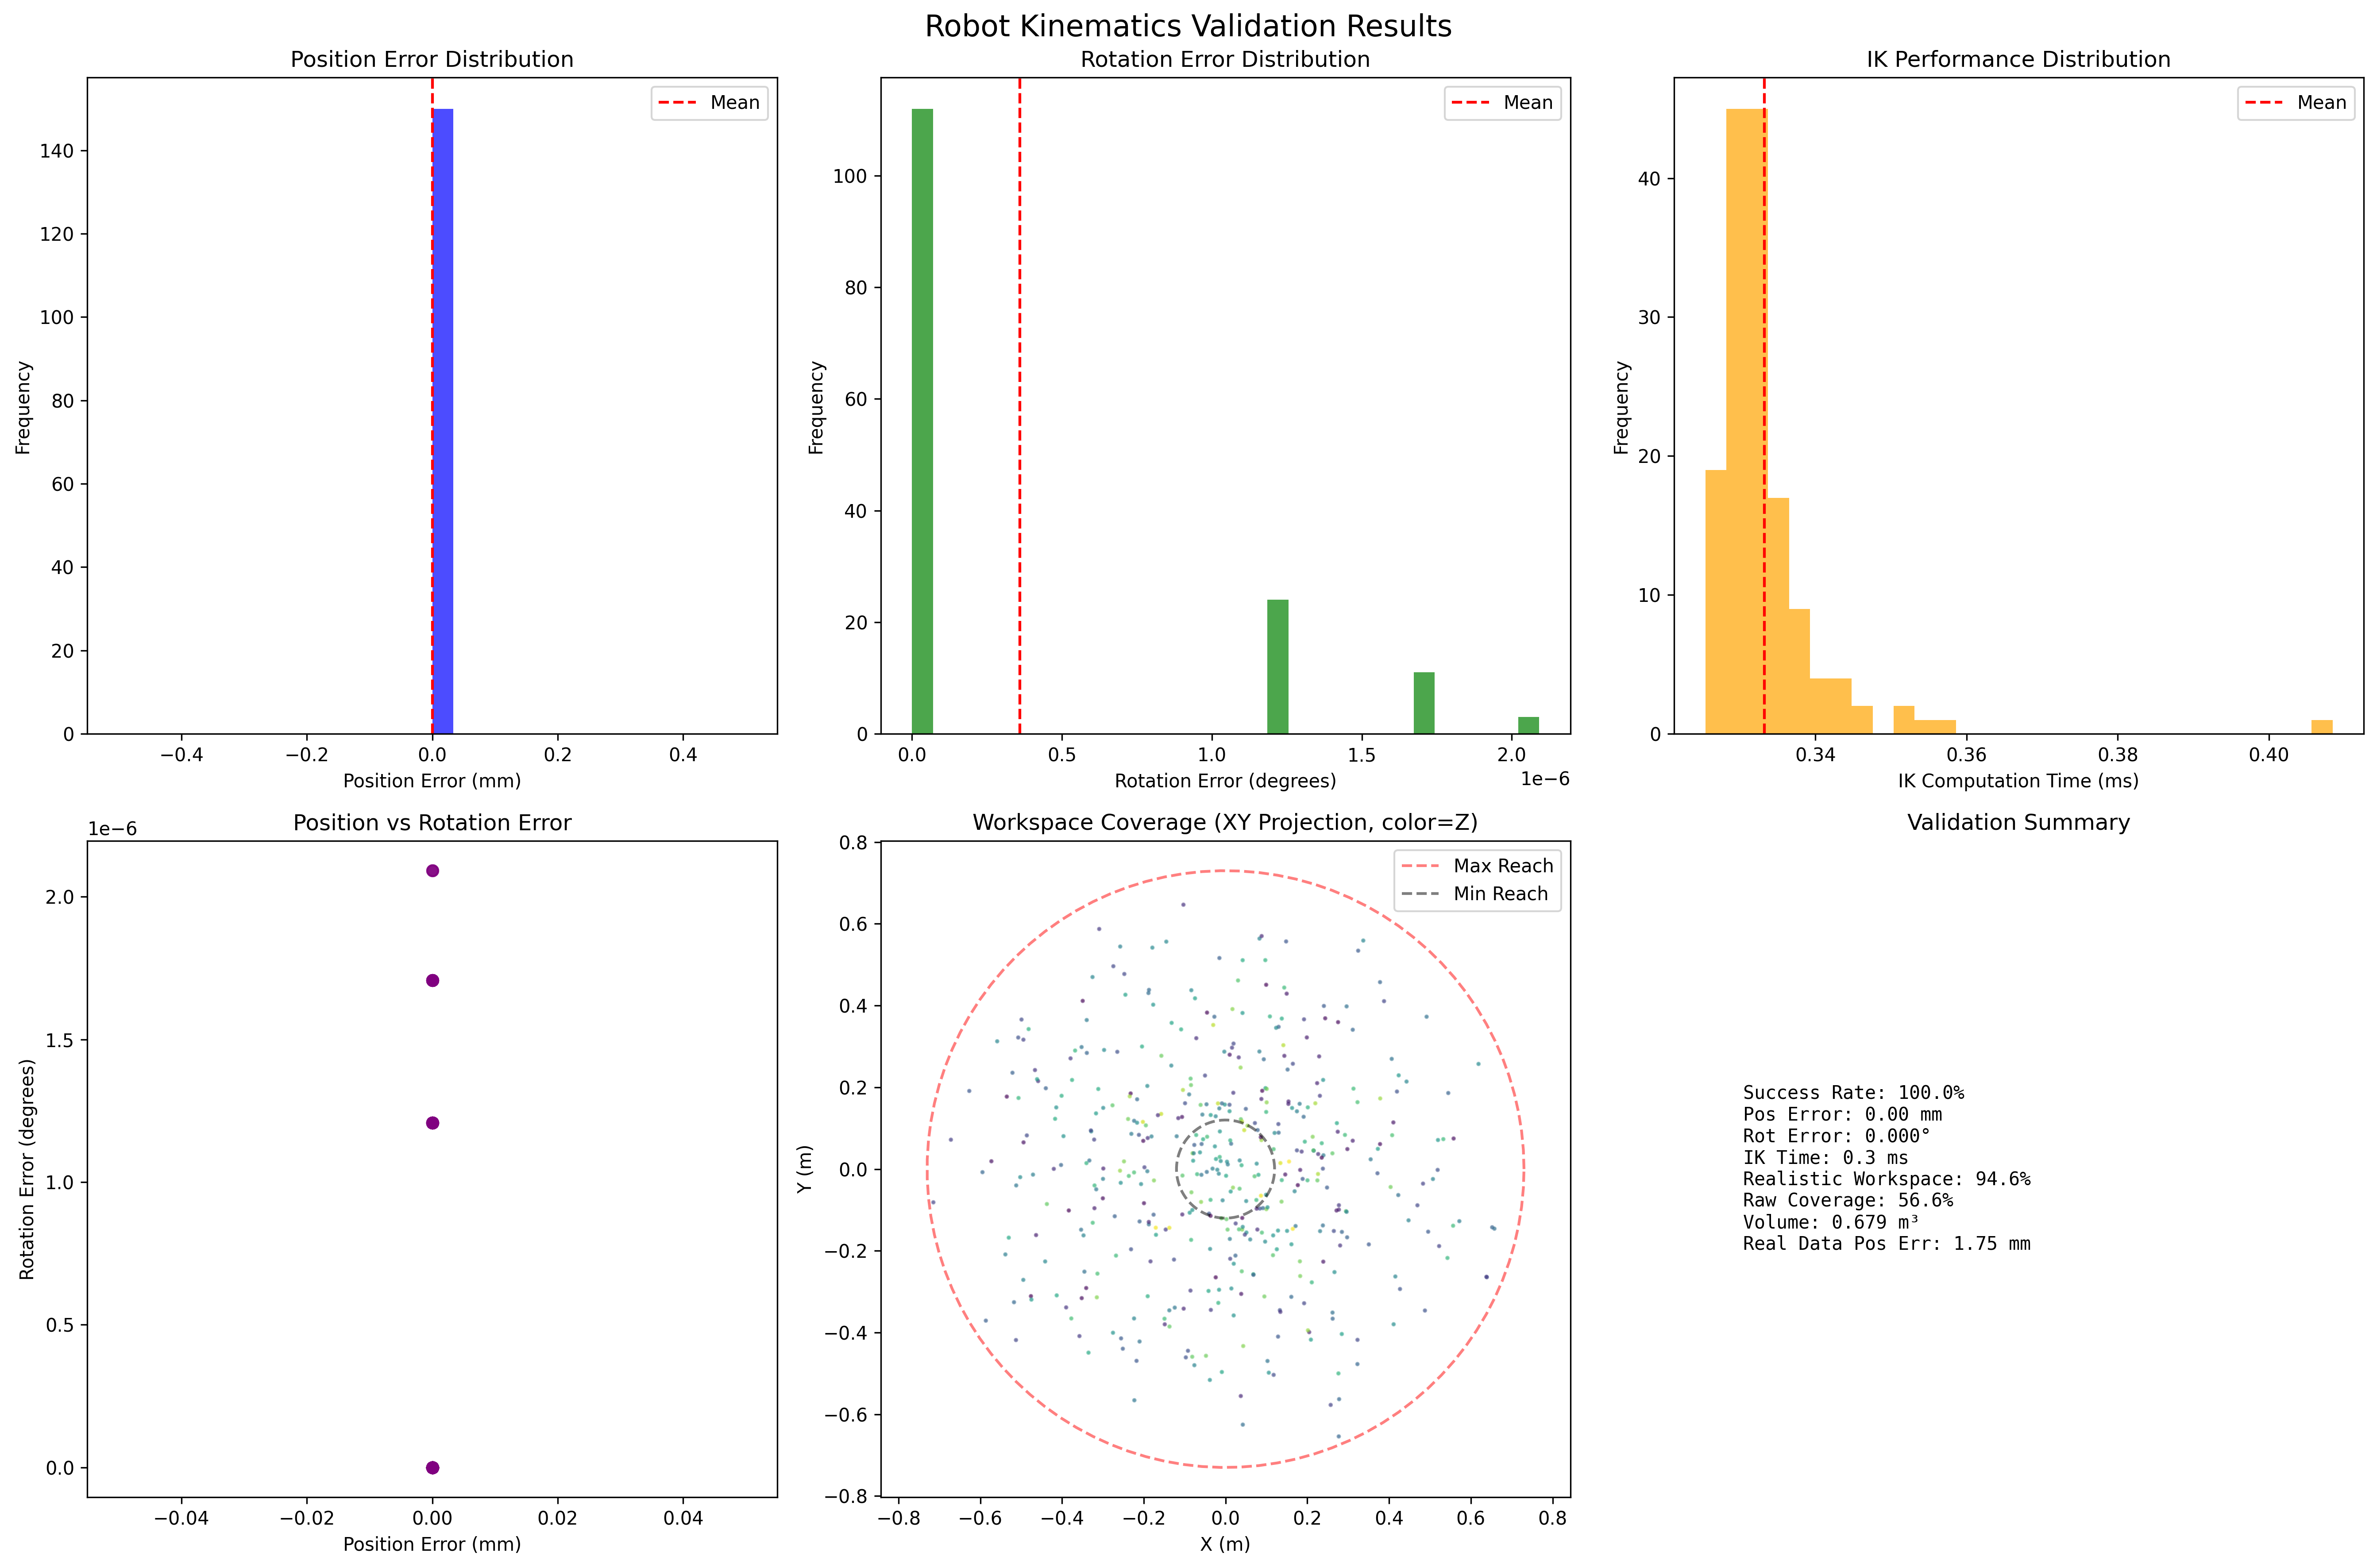 Robot Kinematics Validation Results
Position Error Distribution
Mean
Frequency
140
120
100
80
60
40
20
0
−0.4 −0.2 0.0 0.2 0.4
Position Error (mm)
Rotation Error Distribution
Mean
Frequency
100
80
60
40
20
0
0.0 0.5 1.0 1.5 2.0
Rotation Error (degrees)
1e−6
IK Performance Distribution
Mean
Frequency
40
30
20
10
0
0.34 0.36 0.38 0.40
IK Computation Time (ms)
Position vs Rotation Error
1e−6
Rotation Error (degrees)
2.0
1.5
1.0
0.5
0.0
−0.04 −0.02 0.00 0.02 0.04
Position Error (mm)
Workspace Coverage (XY Projection, color=Z)
Max Reach
Min Reach
Y (m)
0.8
0.6
0.4
0.2
0.0
−0.2
−0.4
−0.6
−0.8
−0.8 −0.6 −0.4 −0.2 0.0 0.2 0.4 0.6 0.8
X (m)
Validation Summary
Success Rate: 100.0%
Pos Error: 0.00 mm
Rot Error: 0.000°
IK Time: 0.3 ms
Realistic Workspace: 94.6%
Raw Coverage: 56.6%
Volume: 0.679 m³
Real Data Pos Err: 1.75 mm